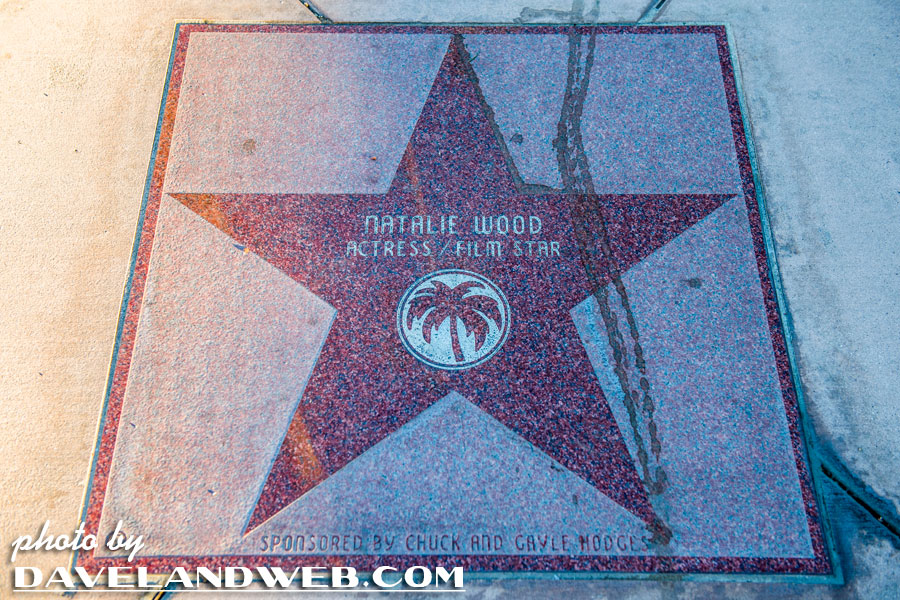 NATALIE WOOD
ACTRESS / FILM STAR
SPONSORED BY CHUCK AND GAYLE HODGES
photo by
DAVELANDWEB.COM